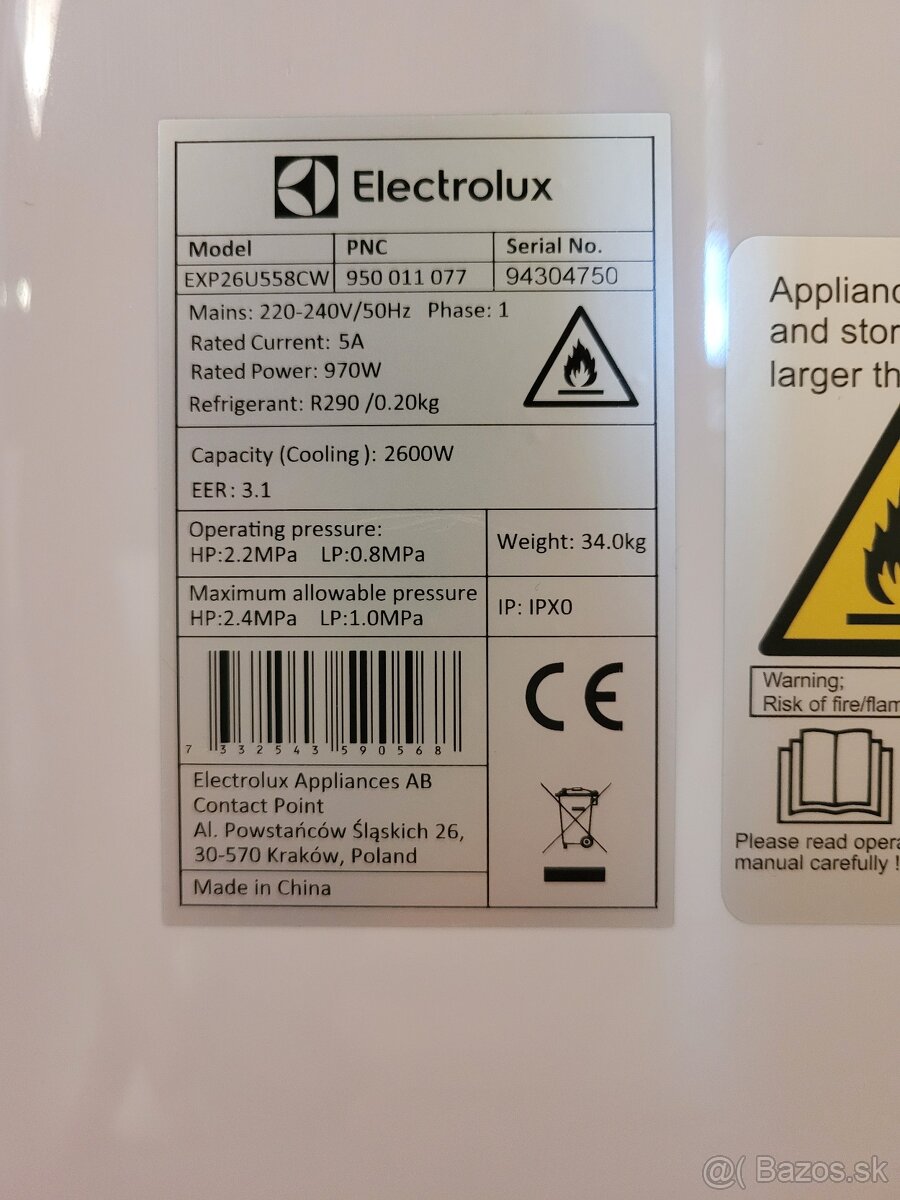 Electrolux
Model PNC Serial No.
EXP26U558CW 950 011 077 94304750
Mains: 220-240V/50Hz Phase: 1
Rated Current: 5A
Rated Power: 970W
Refrigerant: R290 /0.20kg
Capacity (Cooling): 2600W
EER: 3.1
Operating pressure:
HP:2.2MPa LP:0.8MPa
Weight: 34.0kg
Maximum allowable pressure
HP:2.4MPa LP:1.0MPa
IP: IPX0
CE
7 332543 590568
Electrolux Appliances AB
Contact Point
Al. Powstańców Śląskich 26,
30-570 Kraków, Poland
Made in China
Applianc
and stor
larger th
Warning;
Risk of fire/flam
Please read opera
manual carefully !
@( Bazos.sk